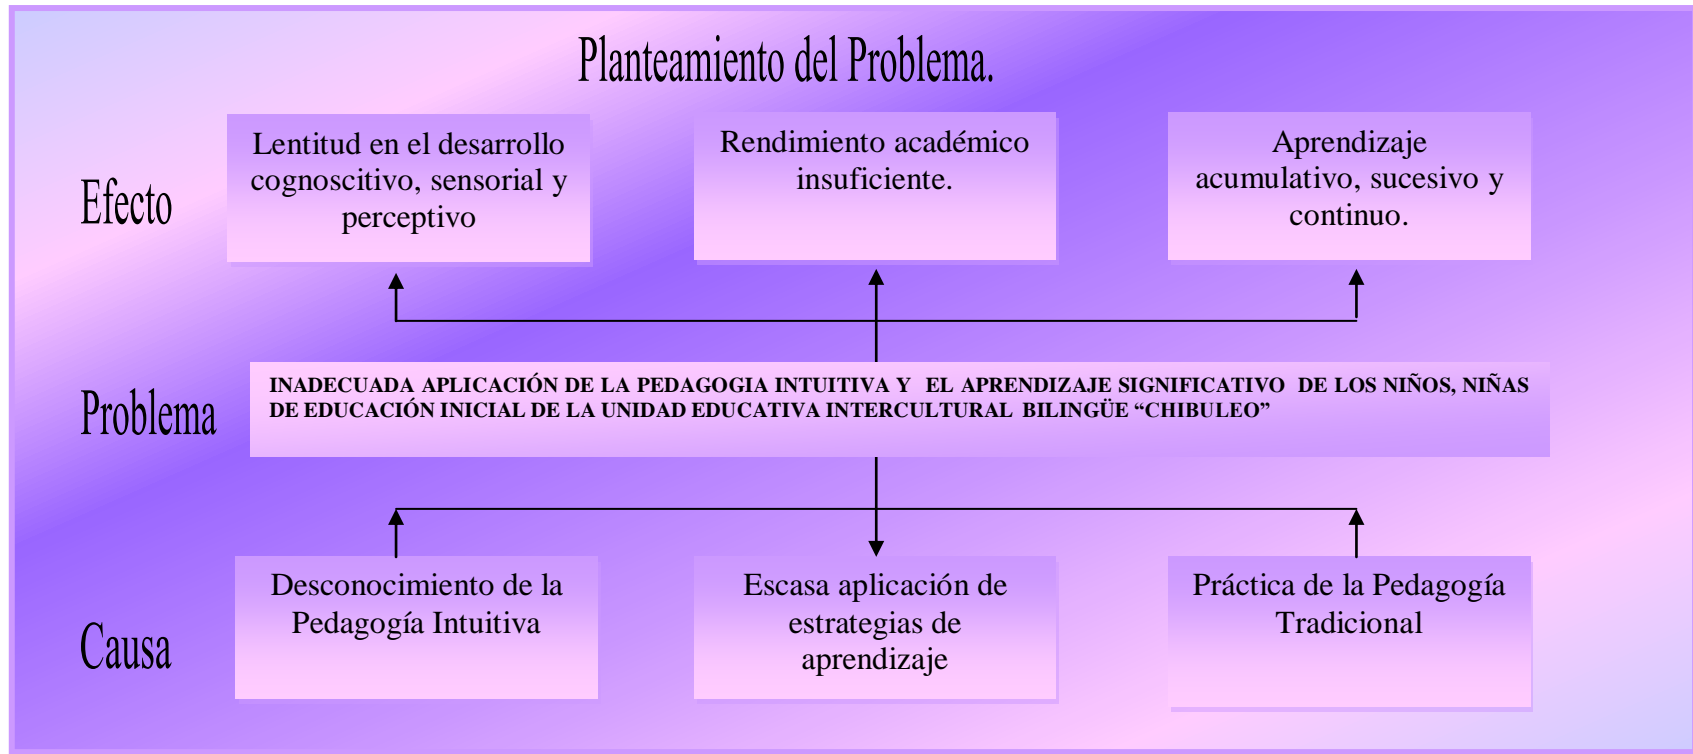 Planteamiento del Problema.
Efecto
Lentitud en el desarrollo
cognoscitivo, sensorial y
perceptivo
Rendimiento académico
insuficiente.
Aprendizaje
acumulativo, sucesivo y
continuo.
Problema
INADECUADA APLICACIÓN DE LA PEDAGOGIA INTUITIVA Y EL APRENDIZAJE SIGNIFICATIVO DE LOS NIÑOS, NIÑAS
DE EDUCACIÓN INICIAL DE LA UNIDAD EDUCATIVA INTERCULTURAL BILINGÜE “CHIBULEO”
Causa
Desconocimiento de la
Pedagogía Intuitiva
Escasa aplicación de
estrategias de
aprendizaje
Práctica de la Pedagogía
Tradicional